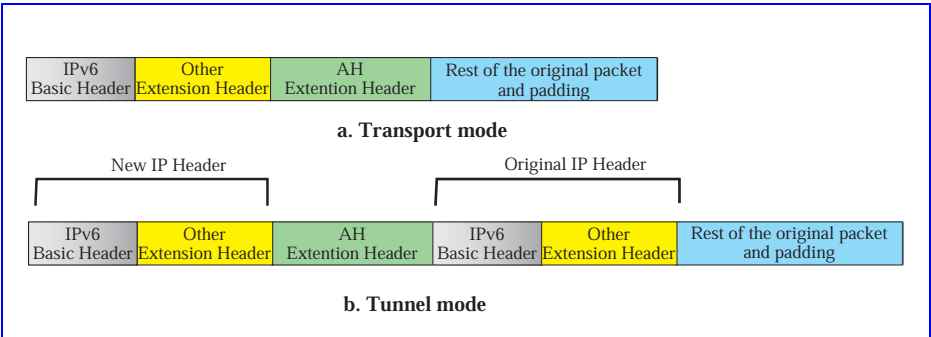 IPv6
Basic Header
Other
Extension Header
AH
Extention Header
Rest of the original packet
and padding
a. Transport mode
New IP Header
Original IP Header
IPv6
Basic Header
Other
Extension Header
AH
Extention Header
IPv6
Basic Header
Other
Extension Header
Rest of the original packet
and padding
b. Tunnel mode